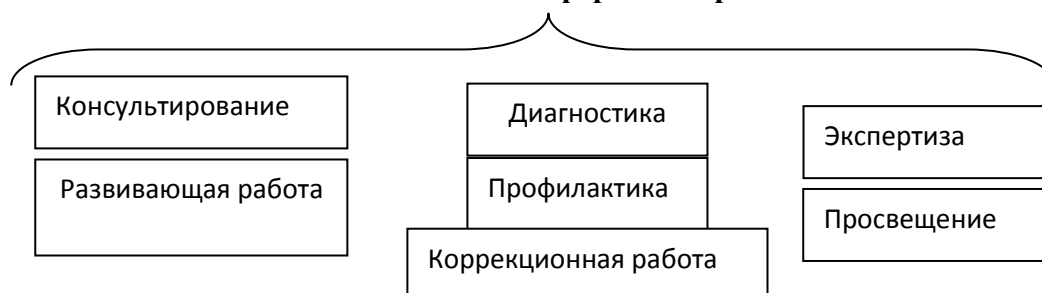 Консультирование
Развивающая работа
Диагностика
Профилактика
Коррекционная работа
Экспертиза
Просвещение